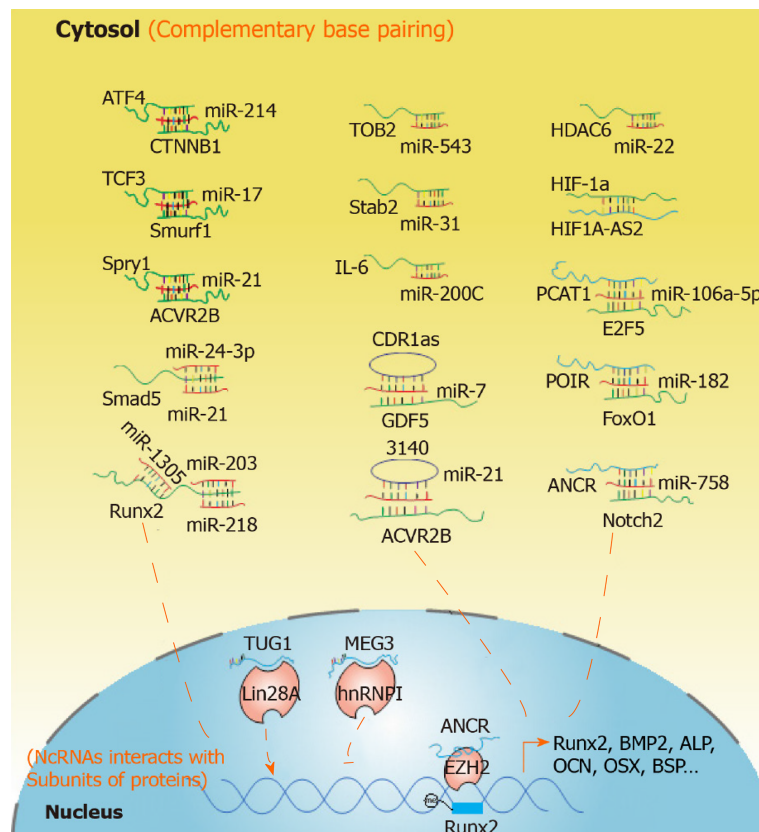 Cytosol (Complementary base pairing)
ATF4
miR-214
CTNNB1
TCF3
miR-17
Smurf1
Spry1
miR-21
ACVR2B
miR-24-3p
Smad5
miR-21
miR-1305
miR-203
Runx2
miR-218
TOB2
miR-543
Stab2
miR-31
IL-6
miR-200C
CDR1as
miR-7
GDF5
3140
miR-21
ACVR2B
HDAC6
miR-22
HIF-1a
HIF1A-AS2
PCAT1
miR-106a-5p
E2F5
POIR
miR-182
FoxO1
ANCR
miR-758
Notch2
TUG1
Lin28A
MEG3
hnRNPI
ANCR
EZH2
me
Runx2
Runx2, BMP2, ALP,
OCN, OSX, BSP...
(NcRNAs interacts with
Subunits of proteins)
Nucleus